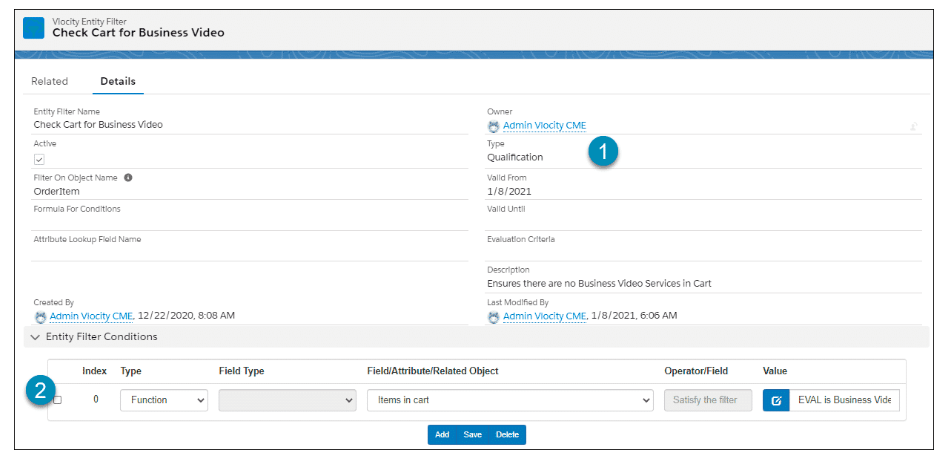 Vlocity Entity Filter
Check Cart for Business Video
Related Details
Entity Filter Name
Check Cart for Business Video
Owner
Admin Vlocity CME
Active
Type
Qualification
1
Filter On Object Name
OrderItem
Valid From
1/8/2021
Formula For Conditions
Valid Until
Attribute Lookup Field Name
Evaluation Criteria
Description
Ensures there are no Business Video Services in Cart
Created By
Admin Vlocity CME, 12/22/2020, 8:08 AM
Last Modified By
Admin Vlocity CME, 1/8/2021, 6:06 AM
Entity Filter Conditions
Index Type Field Type Field/Attribute/Related Object Operator/Field Value
2 0 Function Items in cart Satisfy the filter EVAL is Business Vide
Add Save Delete